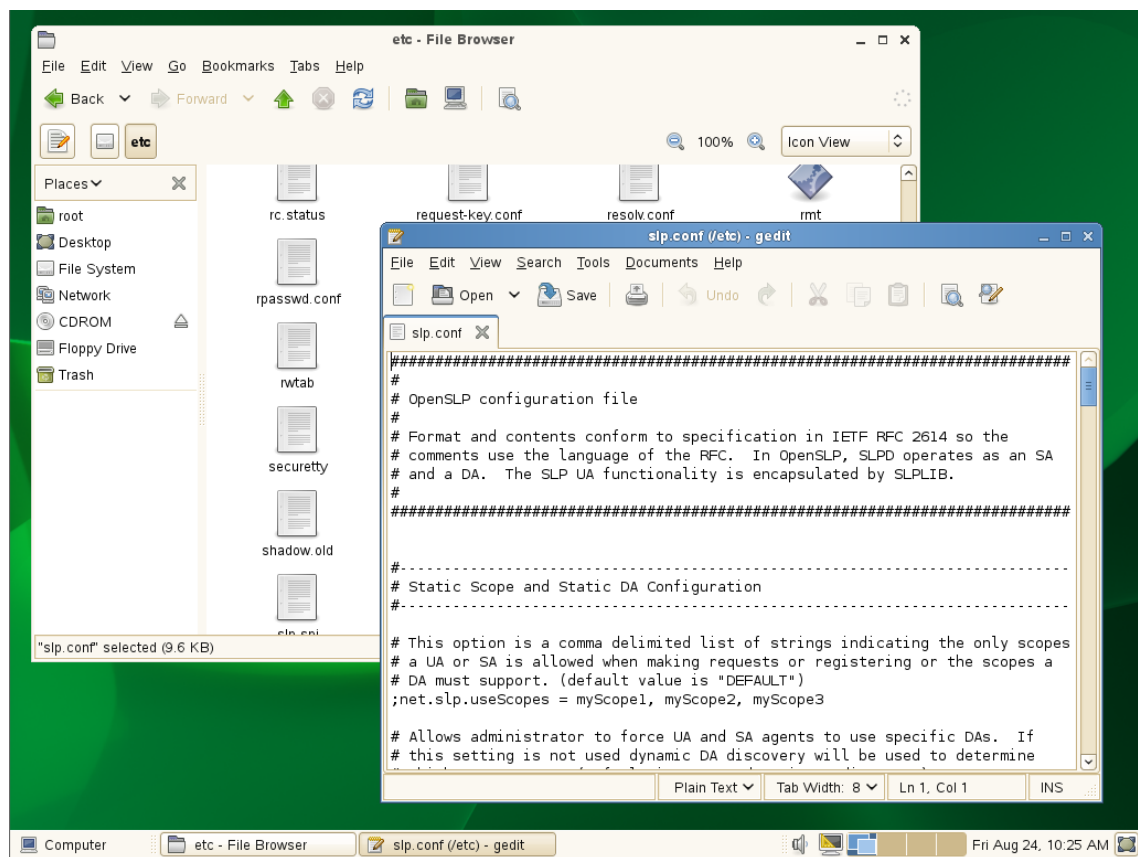 etc - File Browser
File Edit View Go Bookmarks Tabs Help
Back Forward
etc 100% Icon View
Places
root
Desktop
File System
Network
CDROM
Floppy Drive
Trash
rc.status request-key.conf resolv.conf rmt
rpasswd.conf
rwtab
securetty
shadow.old
slp.spi
"slp.conf" selected (9.6 KB)
slp.conf (/etc) - gedit
File Edit View Search Tools Documents Help
Open Save Undo
slp.conf
#############################################################################
#
# OpenSLP configuration file
#
# Format and contents conform to specification in IETF RFC 2614 so the
# comments use the language of the RFC.  In OpenSLP, SLPD operates as an SA
# and a DA.  The SLP UA functionality is encapsulated by SLPLIB.
#
#############################################################################
#----------------------------------------------------------------------------
# Static Scope and Static DA Configuration
#----------------------------------------------------------------------------
# This option is a comma delimited list of strings indicating the only scopes
# a UA or SA is allowed when making requests or registering or the scopes a
# DA must support. (default value is "DEFAULT")
;net.slp.useScopes = myScope1, myScope2, myScope3
# Allows administrator to force UA and SA agents to use specific DAs.  If
# this setting is not used dynamic DA discovery will be used to determine
Plain Text Tab Width: 8 Ln 1, Col 1 INS
Computer etc - File Browser slp.conf (/etc) - gedit Fri Aug 24, 10:25 AM